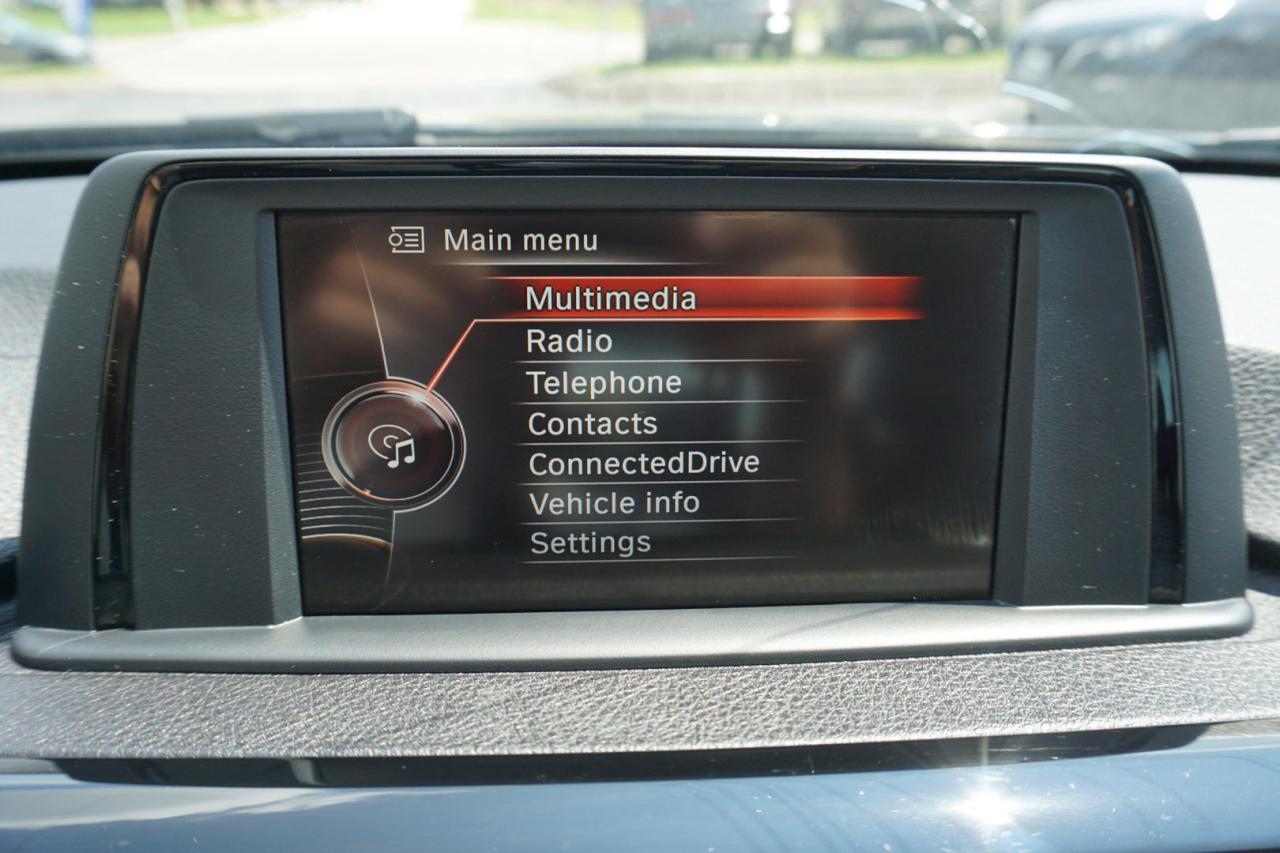 Main menu
Multimedia
Radio
Telephone
Contacts
ConnectedDrive
Vehicle info
Settings